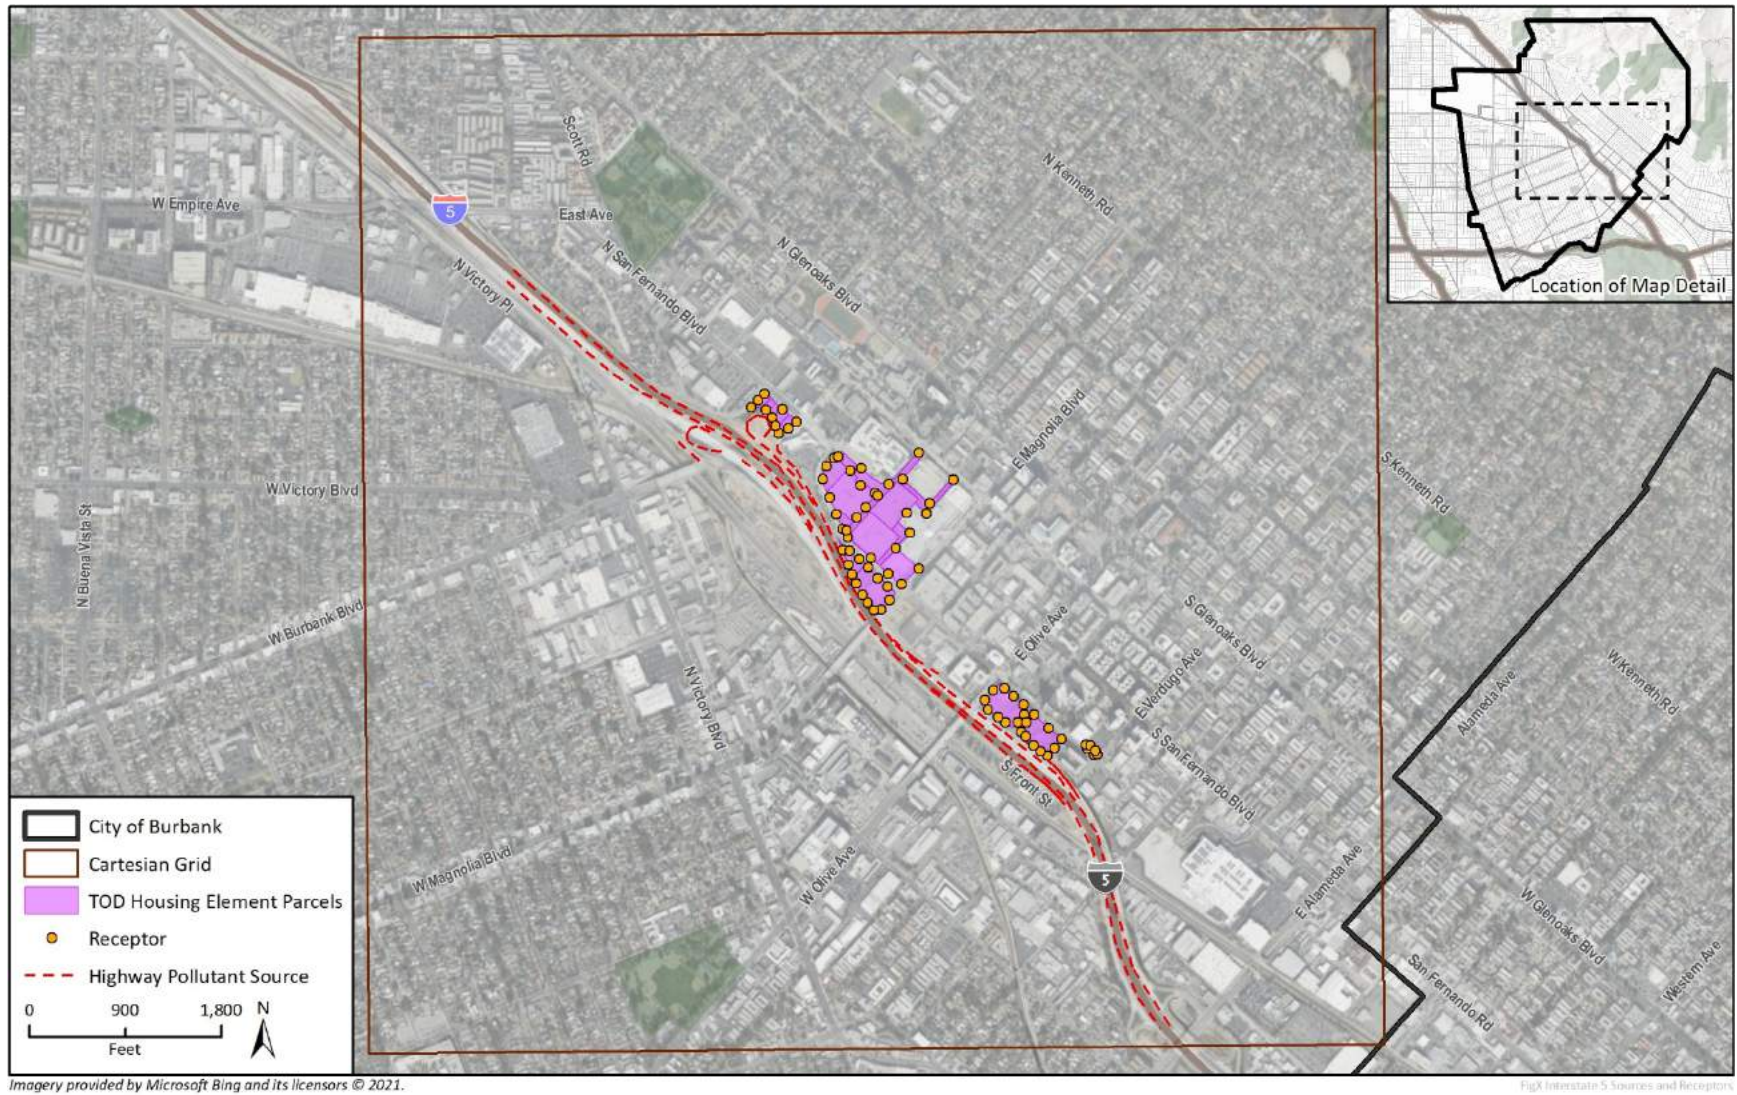 Scott Rd
N Kenneth Rd
W Empire Ave
5
East Ave
N San Fernando Blvd
N Glenoaks Blvd
N Victory Pl
Location of Map Detail
E Magnolia Blvd
S Kenneth Rd
W Victory Blvd
N Buena Vista St
W Burbank Blvd
E Olive Ave
S Glenoaks Blvd
E Verdugo Ave
W Kenneth Rd
Alameda Ave
N Victory Blvd
S San Fernando Blvd
S Front St
W Magnolia Blvd
W Olive Ave
5
E Alameda Ave
W Glenoaks Blvd
San Fernando Rd
Western Ave
City of Burbank
Cartesian Grid
TOD Housing Element Parcels
Receptor
Highway Pollutant Source
0 900 1,800 N
Feet
Imagery provided by Microsoft Bing and its licensors © 2021.
FigX Interstate 5 Sources and Receptors